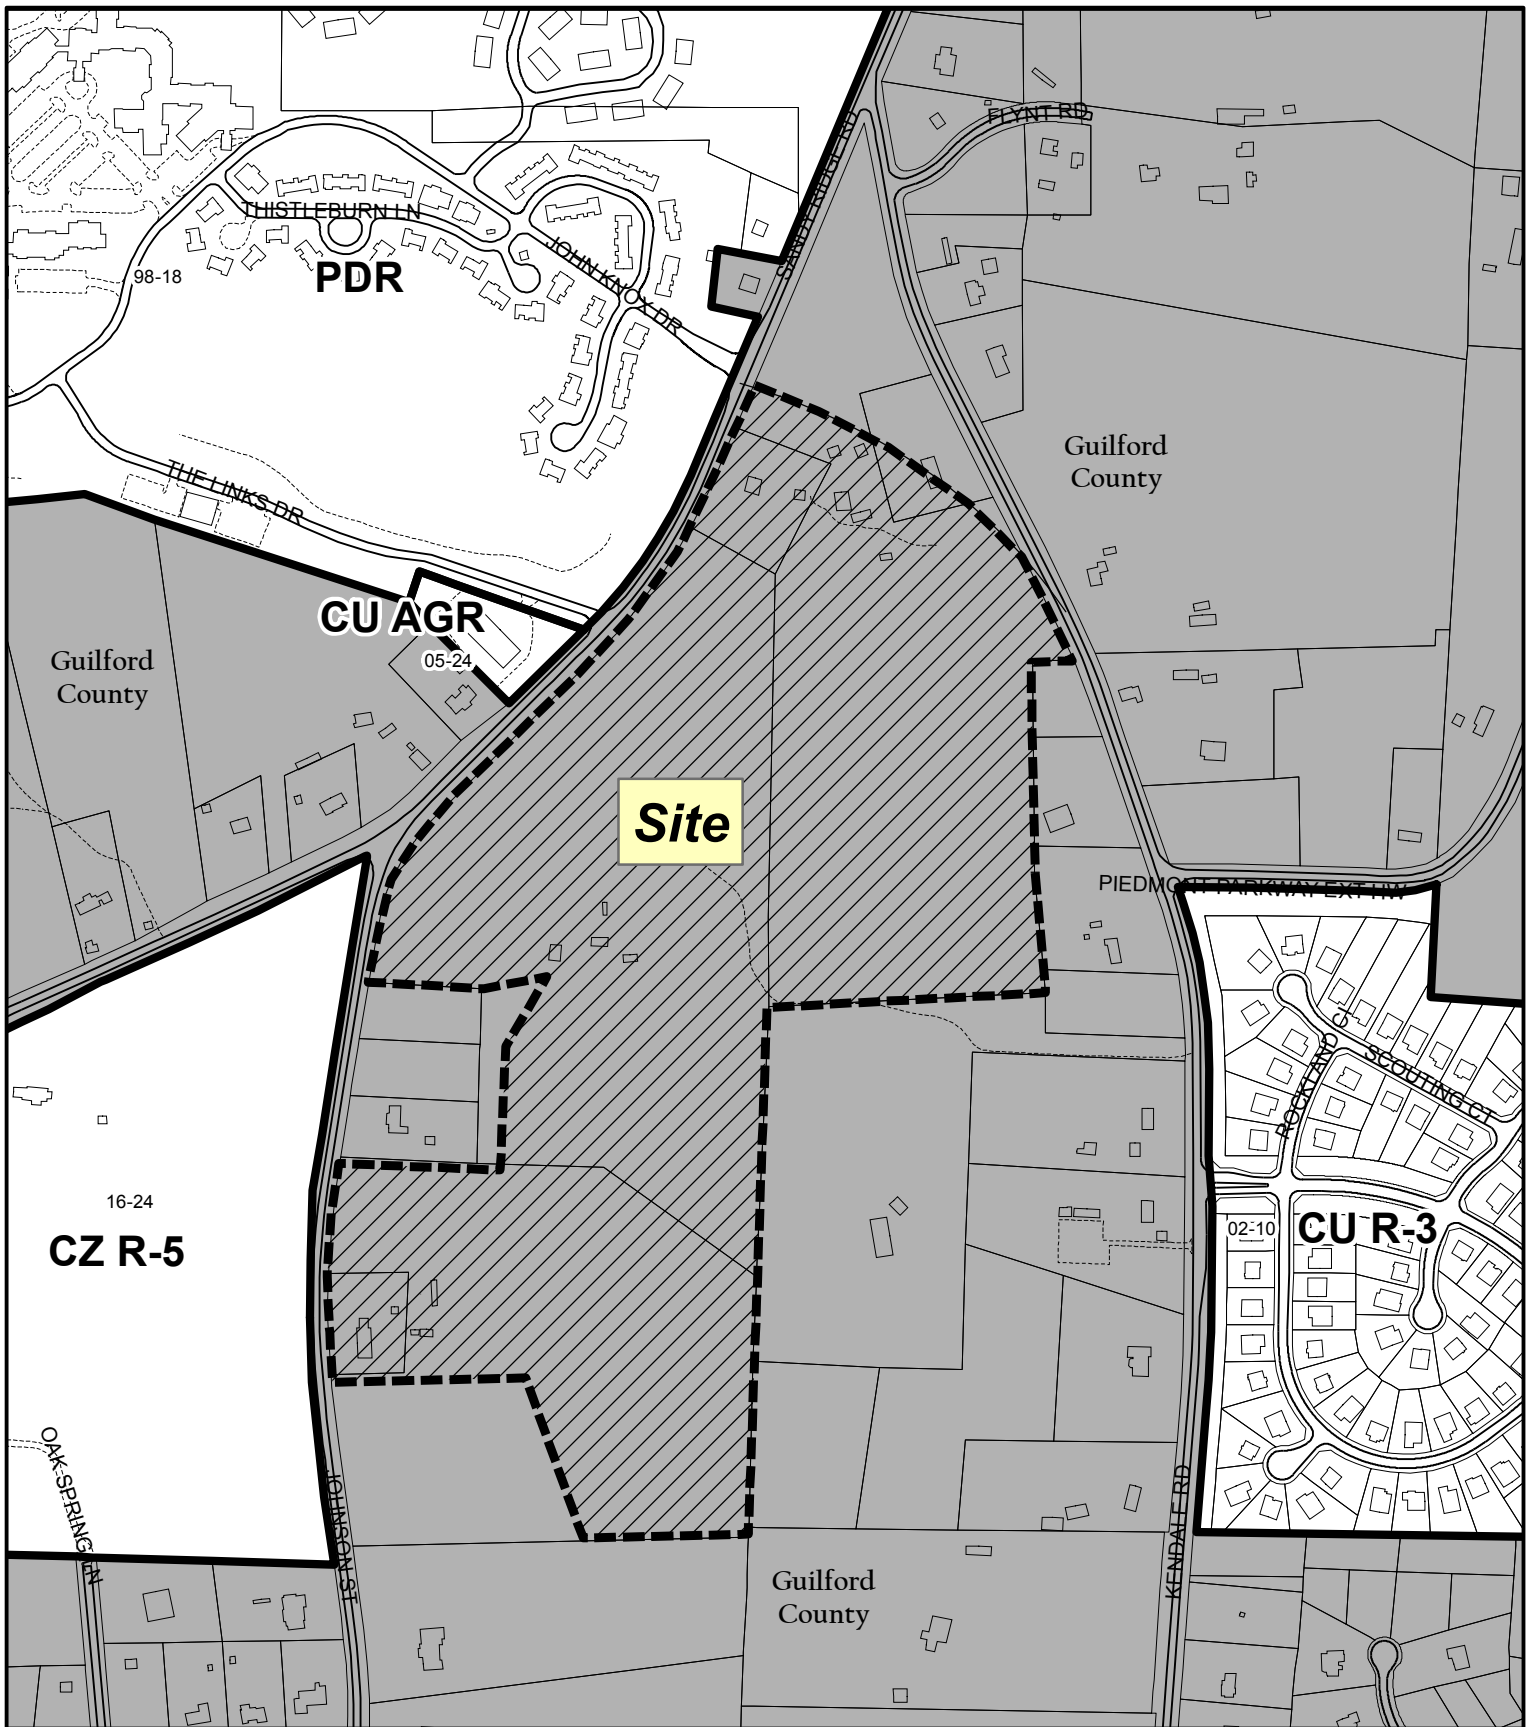 FLYNT RD
SANDY RIDGE RD
THISTLEBURN LN
JOHN KNOX DR
98-18
PDR
Guilford
County
THE LINKS DR
CU AGR
05-24
Guilford
County
Site
PIEDMONT PARKWAY EXT HW
ROCKLAND CT
SCOUTING CT
16-24
CZ R-5
02-10
CU R-3
OAK SPRING LN
JOHNSON ST
KENDALE RD
Guilford
County